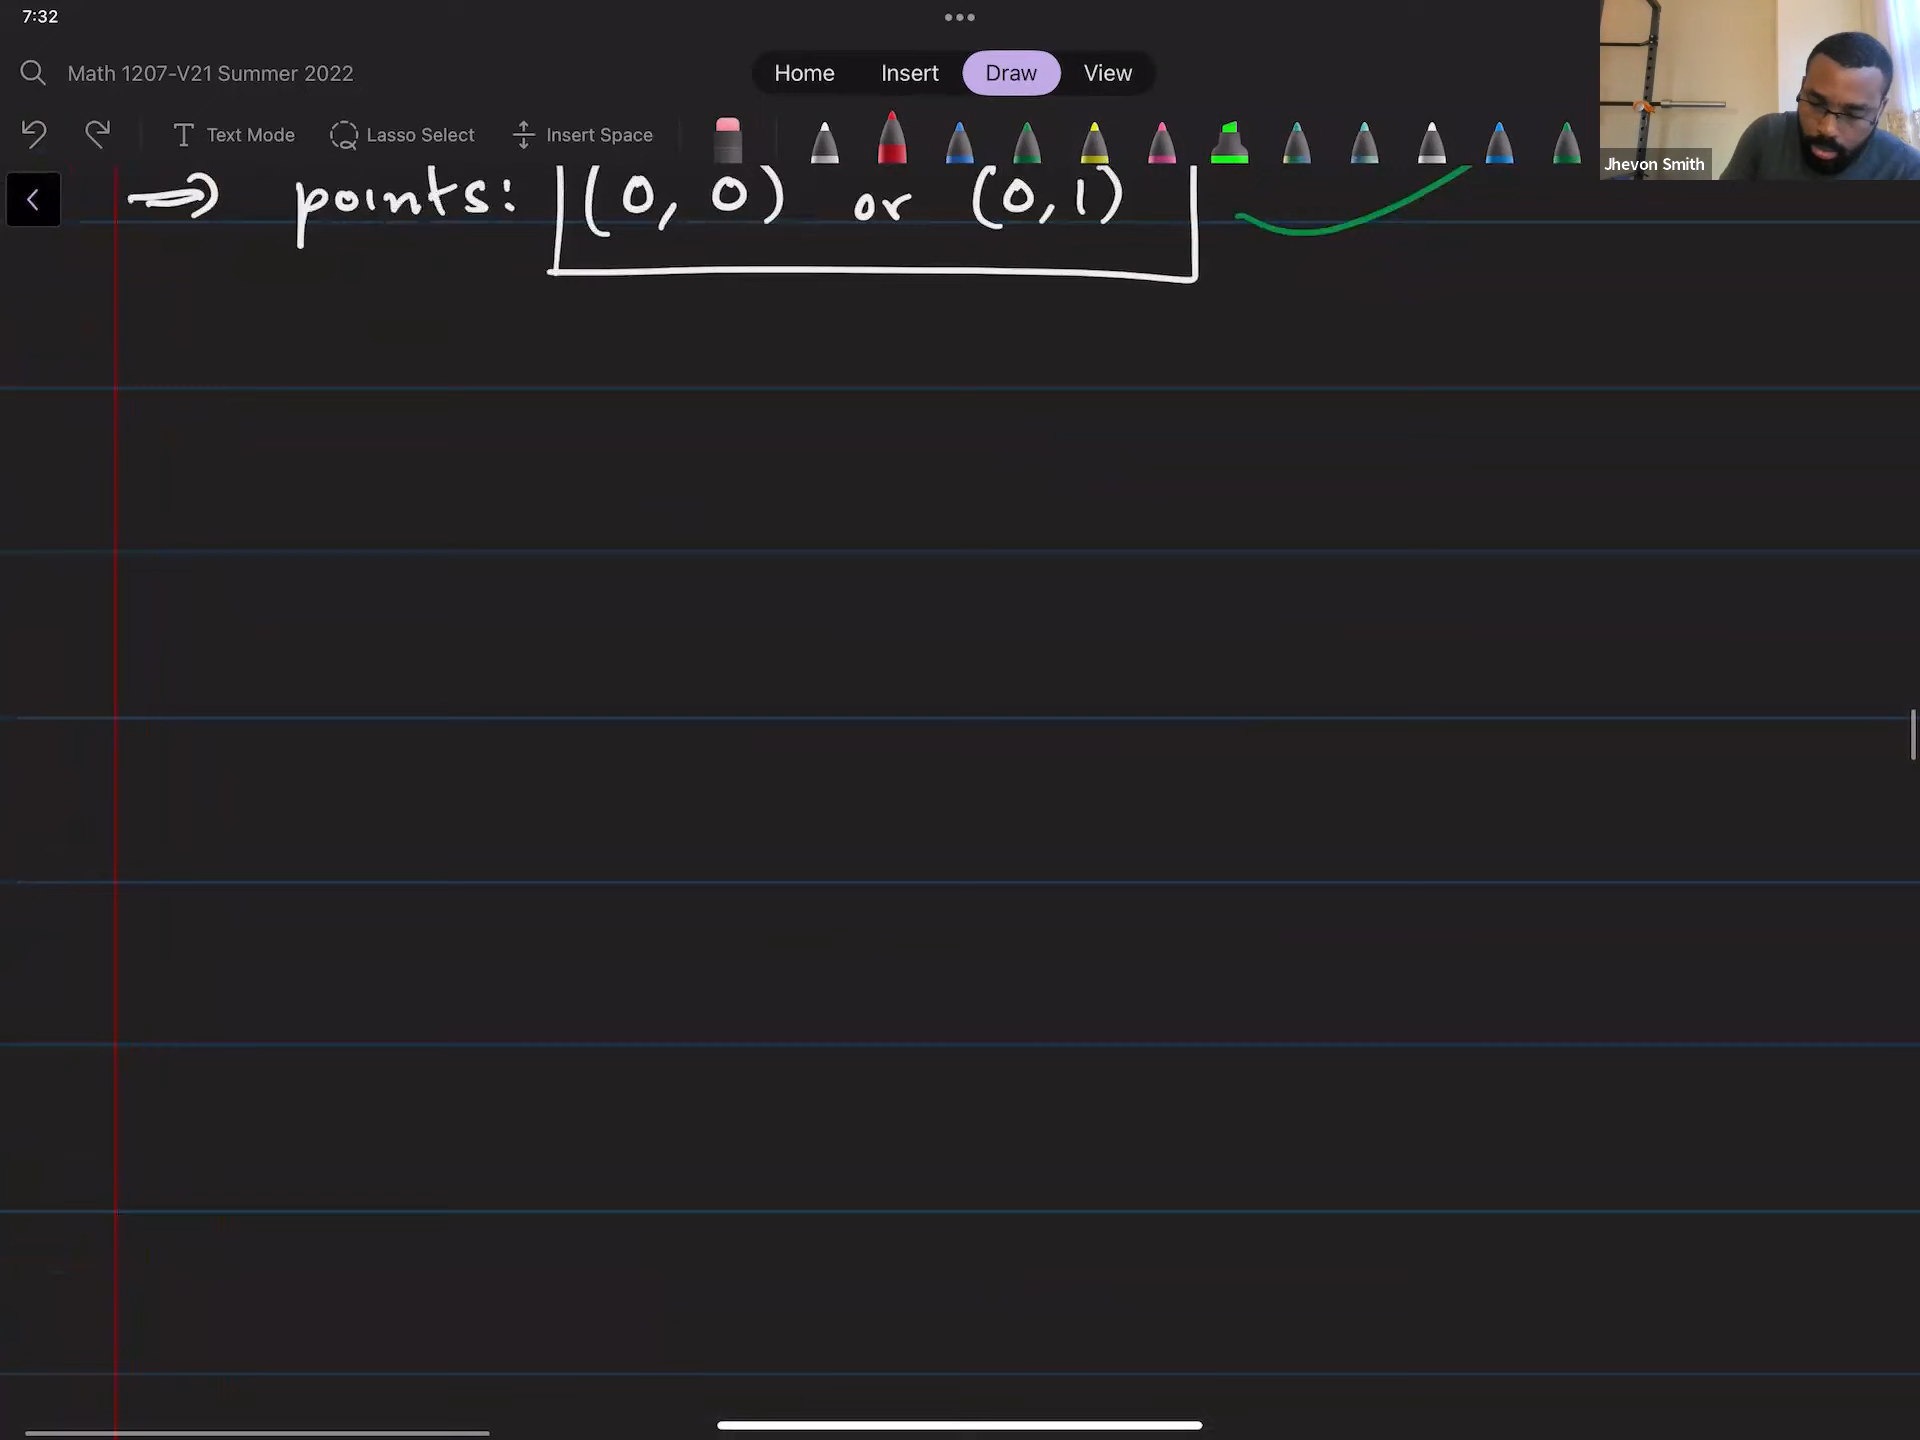 7:32
Math 1207-V21 Summer 2022
Home Insert Draw View
Text Mode Lasso Select Insert Space
Jhevon Smith
⇒ points: (0, 0) or (0, 1)